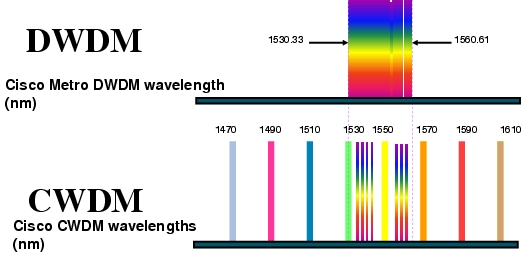 DWDM
1530.33
1560.61
Cisco Metro DWDM wavelength
(nm)
1470 1490 1510 1530 1550 1570 1590 1610
CWDM
Cisco CWDM wavelengths
(nm)